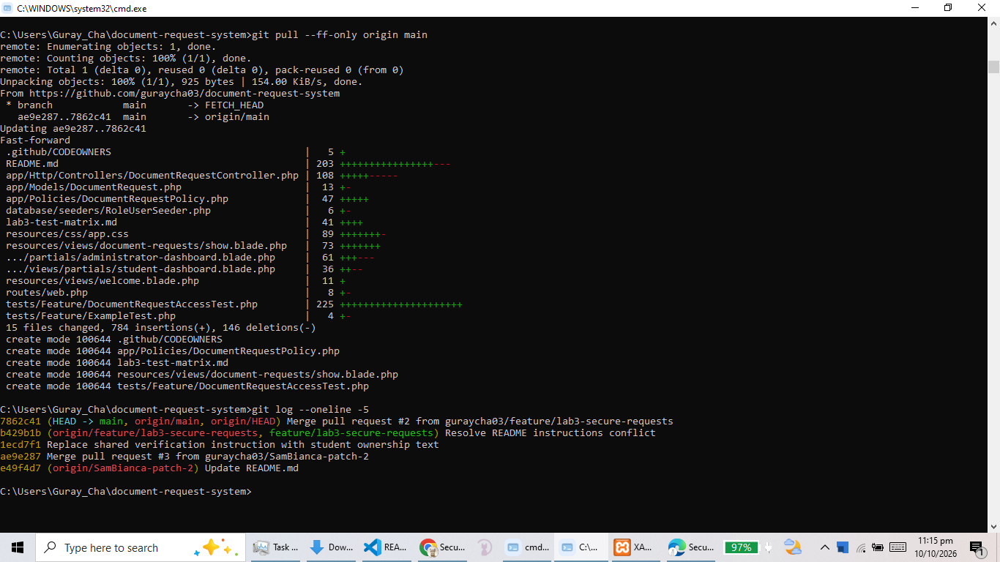 C:\WINDOWS\system32\cmd.exe
C:\Users\Guray_Cha\document-request-system>git pull --ff-only origin main
remote: Enumerating objects: 1, done.
remote: Counting objects: 100% (1/1), done.
remote: Total 1 (delta 0), reused 0 (delta 0), pack-reused 0 (from 0)
Unpacking objects: 100% (1/1), 925 bytes | 154.00 KiB/s, done.
From https://github.com/guraycha03/document-request-system
 * branch            main       -> FETCH_HEAD
   ae9e287..7862c41  main       -> origin/main
Updating ae9e287..7862c41
Fast-forward
 .github/CODEOWNERS                                 |   5 +
 README.md                                          | 203 ++++++++++++++++---
 app/Http/Controllers/DocumentRequestController.php | 108 +++++-----
 app/Models/DocumentRequest.php                     |  13 +-
 app/Policies/DocumentRequestPolicy.php             |  47 +++++
 database/seeders/RoleUserSeeder.php                |   6 +-
 lab3-test-matrix.md                                |  41 ++++
 resources/css/app.css                              |  89 +++++++-
 resources/views/document-requests/show.blade.php   |  73 +++++++
 .../partials/administrator-dashboard.blade.php     |  61 +++---
 .../views/partials/student-dashboard.blade.php     |  36 ++--
 resources/views/welcome.blade.php                  |  11 +
 routes/web.php                                     |   8 +-
 tests/Feature/DocumentRequestAccessTest.php        | 225 +++++++++++++++++++++
 tests/Feature/ExampleTest.php                      |   4 +-
 15 files changed, 784 insertions(+), 146 deletions(-)
 create mode 100644 .github/CODEOWNERS
 create mode 100644 app/Policies/DocumentRequestPolicy.php
 create mode 100644 lab3-test-matrix.md
 create mode 100644 resources/views/document-requests/show.blade.php
 create mode 100644 tests/Feature/DocumentRequestAccessTest.php
C:\Users\Guray_Cha\document-request-system>git log --oneline -5
7862c41 (HEAD -> main, origin/main, origin/HEAD) Merge pull request #2 from guraycha03/feature/lab3-secure-requests
b429b1b (origin/feature/lab3-secure-requests, feature/lab3-secure-requests) Resolve README instructions conflict
1ecd7f1 Replace shared verification instruction with student ownership text
ae9e287 Merge pull request #3 from guraycha03/SamBianca-patch-2
e49f4d7 (origin/SamBianca-patch-2) Update README.md
C:\Users\Guray_Cha\document-request-system>
Type here to search
Task ...
Dow...
REA...
Secu...
cmd...
C:\...
XA...
Secu...
97%
11:15 pm
10/10/2026
1